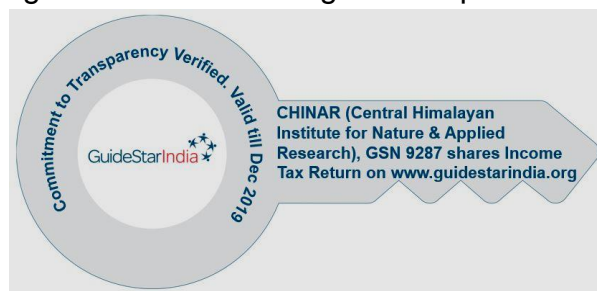 Commitment to Transparency Verified. Valid till Dec 2019
GuideStarIndia
CHINAR (Central Himalayan
Institute for Nature & Applied
Research), GSN 9287 shares Income
Tax Return on www.guidestarindia.org